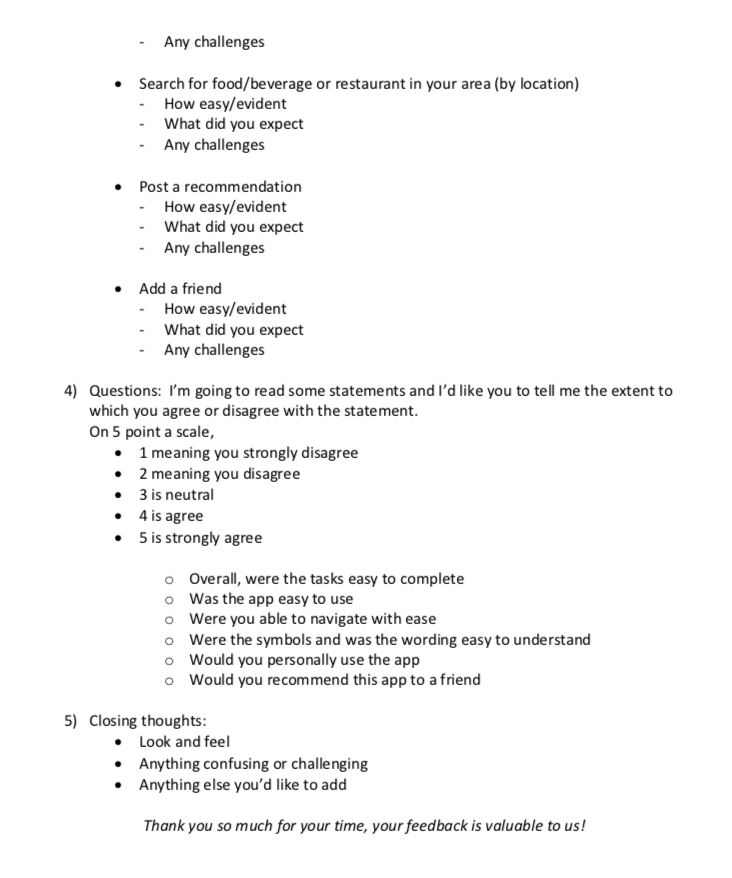 - Any challenges
• Search for food/beverage or restaurant in your area (by location)
- How easy/evident
- What did you expect
- Any challenges
• Post a recommendation
- How easy/evident
- What did you expect
- Any challenges
• Add a friend
- How easy/evident
- What did you expect
- Any challenges
4) Questions: I'm going to read some statements and I'd like you to tell me the extent to
which you agree or disagree with the statement.
On 5 point a scale,
• 1 meaning you strongly disagree
• 2 meaning you disagree
• 3 is neutral
• 4 is agree
• 5 is strongly agree
o Overall, were the tasks easy to complete
o Was the app easy to use
o Were you able to navigate with ease
o Were the symbols and was the wording easy to understand
o Would you personally use the app
o Would you recommend this app to a friend
5) Closing thoughts:
• Look and feel
• Anything confusing or challenging
• Anything else you'd like to add
Thank you so much for your time, your feedback is valuable to us!